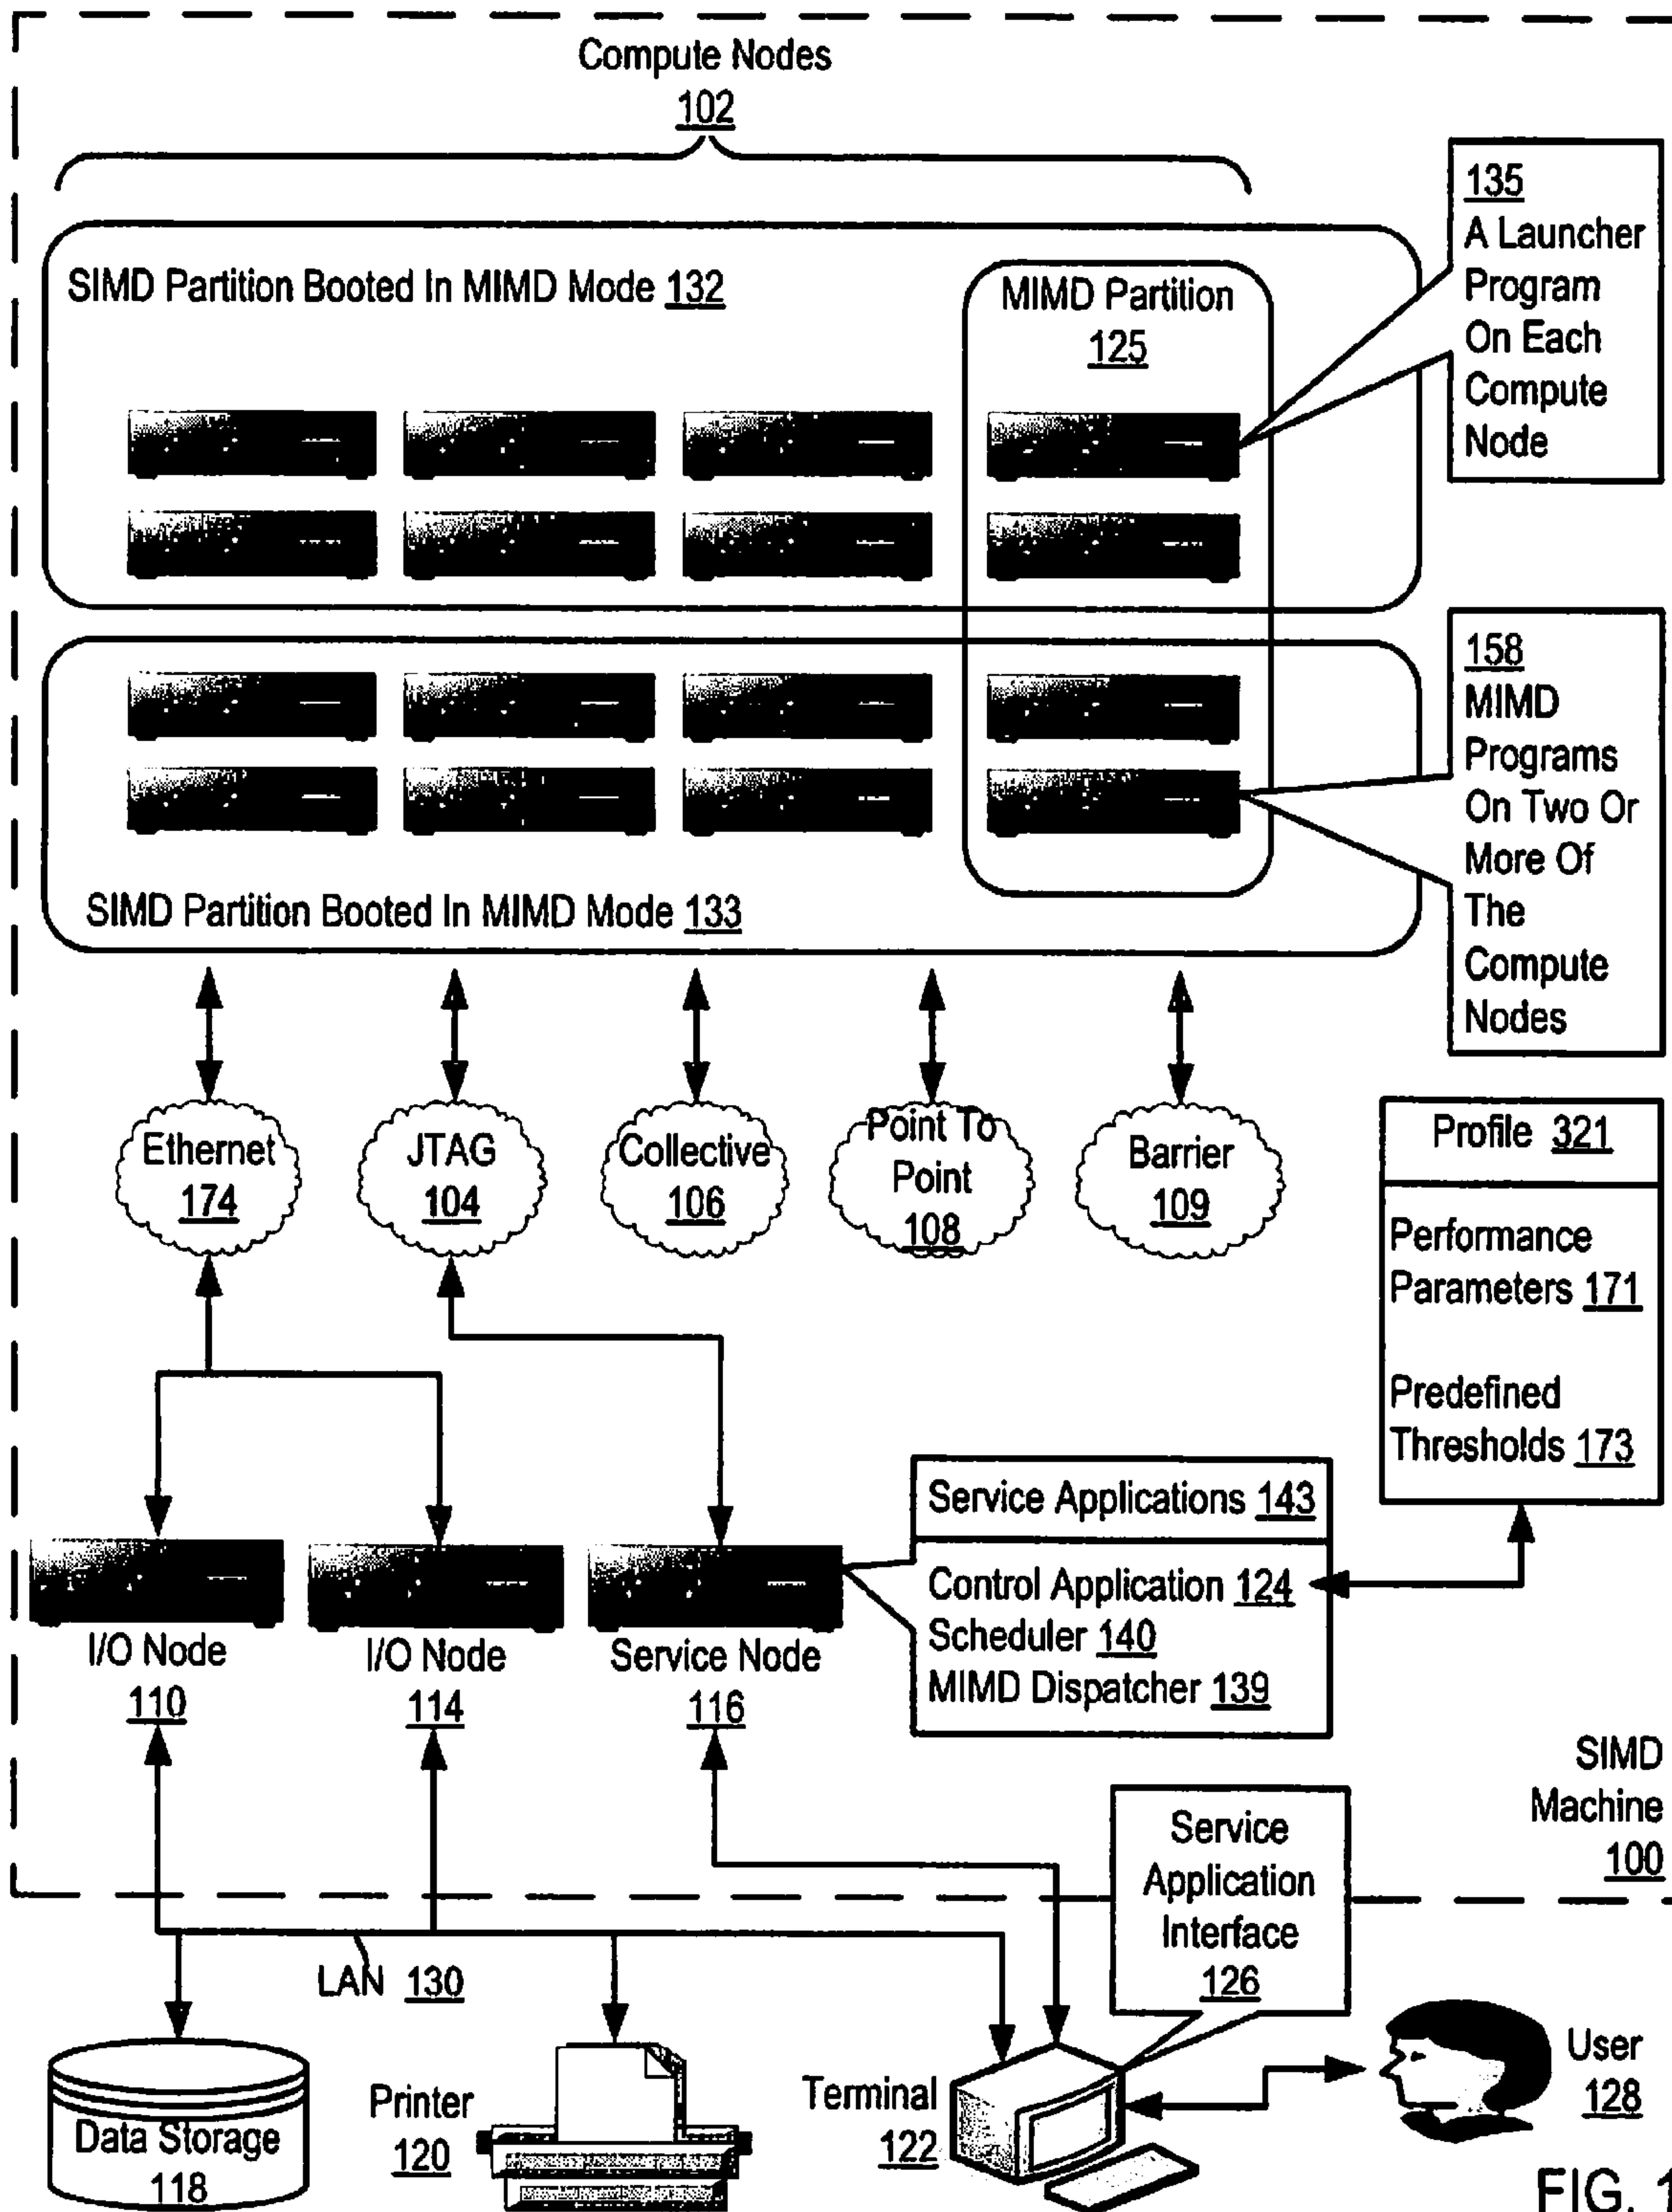 Compute Nodes
102
SIMD Partition Booted In MIMD Mode 132
MIMD Partition
125
135
A Launcher
Program
On Each
Compute
Node
SIMD Partition Booted In MIMD Mode 133
158
MIMD
Programs
On Two Or
More Of
The
Compute
Nodes
Ethernet
174
JTAG
104
Collective
106
Point To
Point
108
Barrier
109
Profile 321
Performance
Parameters 171
Predefined
Thresholds 173
I/O Node
110
I/O Node
114
Service Node
116
Service Applications 143
Control Application 124
Scheduler 140
MIMD Dispatcher 139
SIMD
Machine
100
Service
Application
Interface
126
LAN 130
Data Storage
118
Printer
120
Terminal
122
User
128
FIG. 1